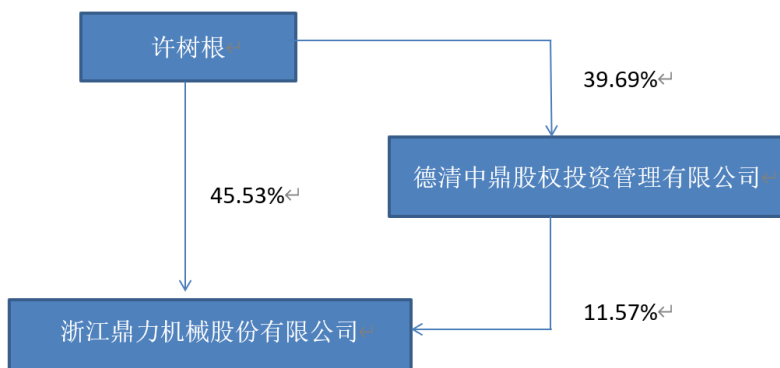 许树根
39.69%
德清中鼎股权投资管理有限公司
45.53%
11.57%
浙江鼎力机械股份有限公司